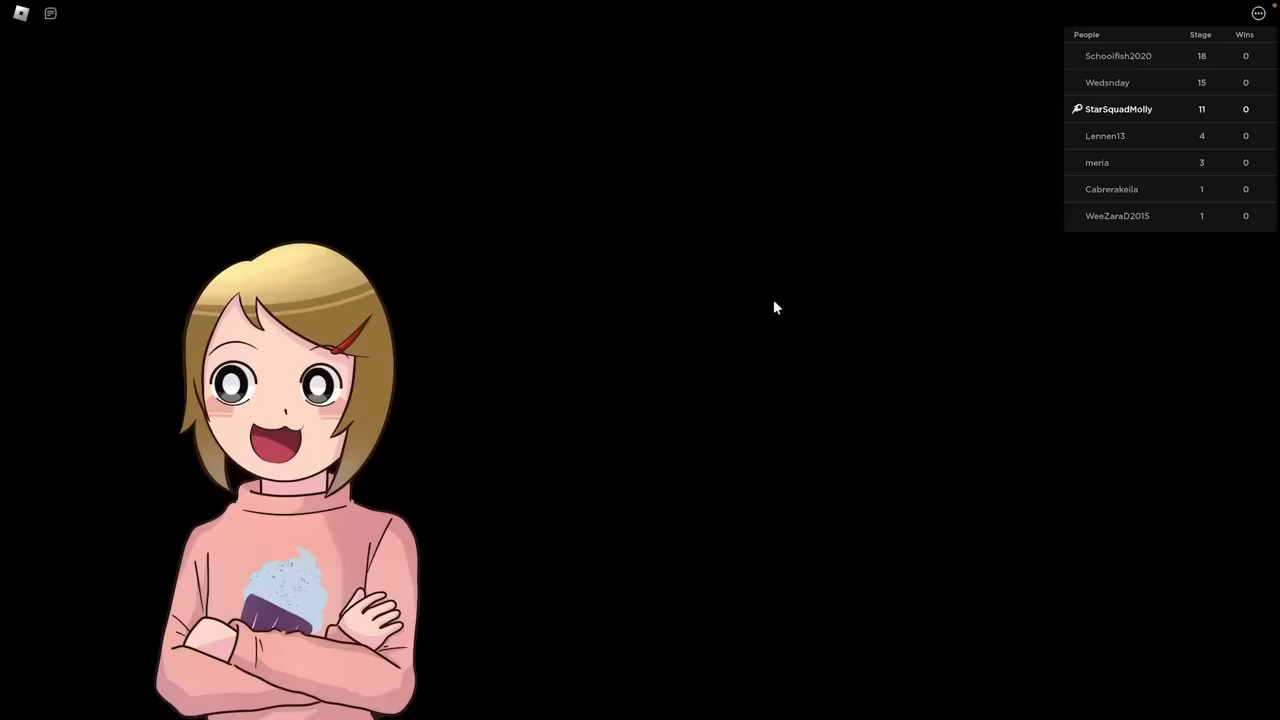 People Stage Wins
Schoolfish2020 18 0
Wedsnday 15 0
StarSquadMolly 11 0
Lennen13 4 0
meria 3 0
Cabrerakeila 1 0
WeeZaraD2015 1 0